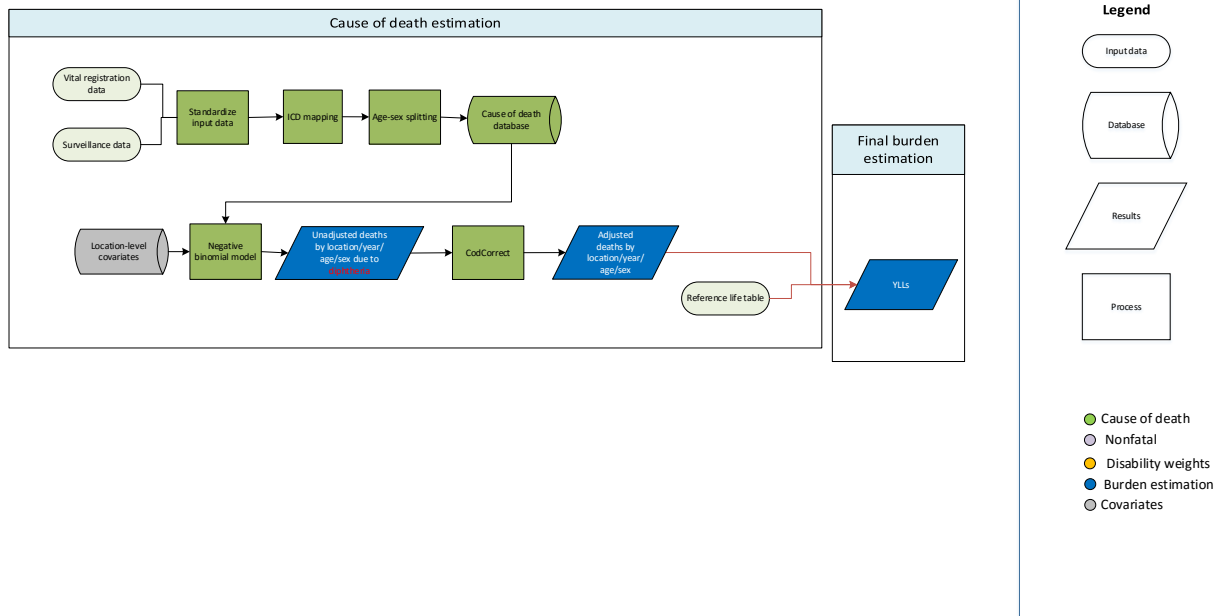 Cause of death estimation
Vital registration
data
Surveillance data
Standardize
input data
ICD mapping
Age-sex splitting
Cause of death
database
Location-level
covariates
Negative
binomial model
Unadjusted deaths
by location/year/
age/sex due to
CodCorrect
Adjusted
deaths by
location/year/
age/sex
Reference life table
Final burden
estimation
YLLs
Legend
Input data
Database
Results
Process
Cause of death
Nonfatal
Disability weights
Burden estimation
Covariates